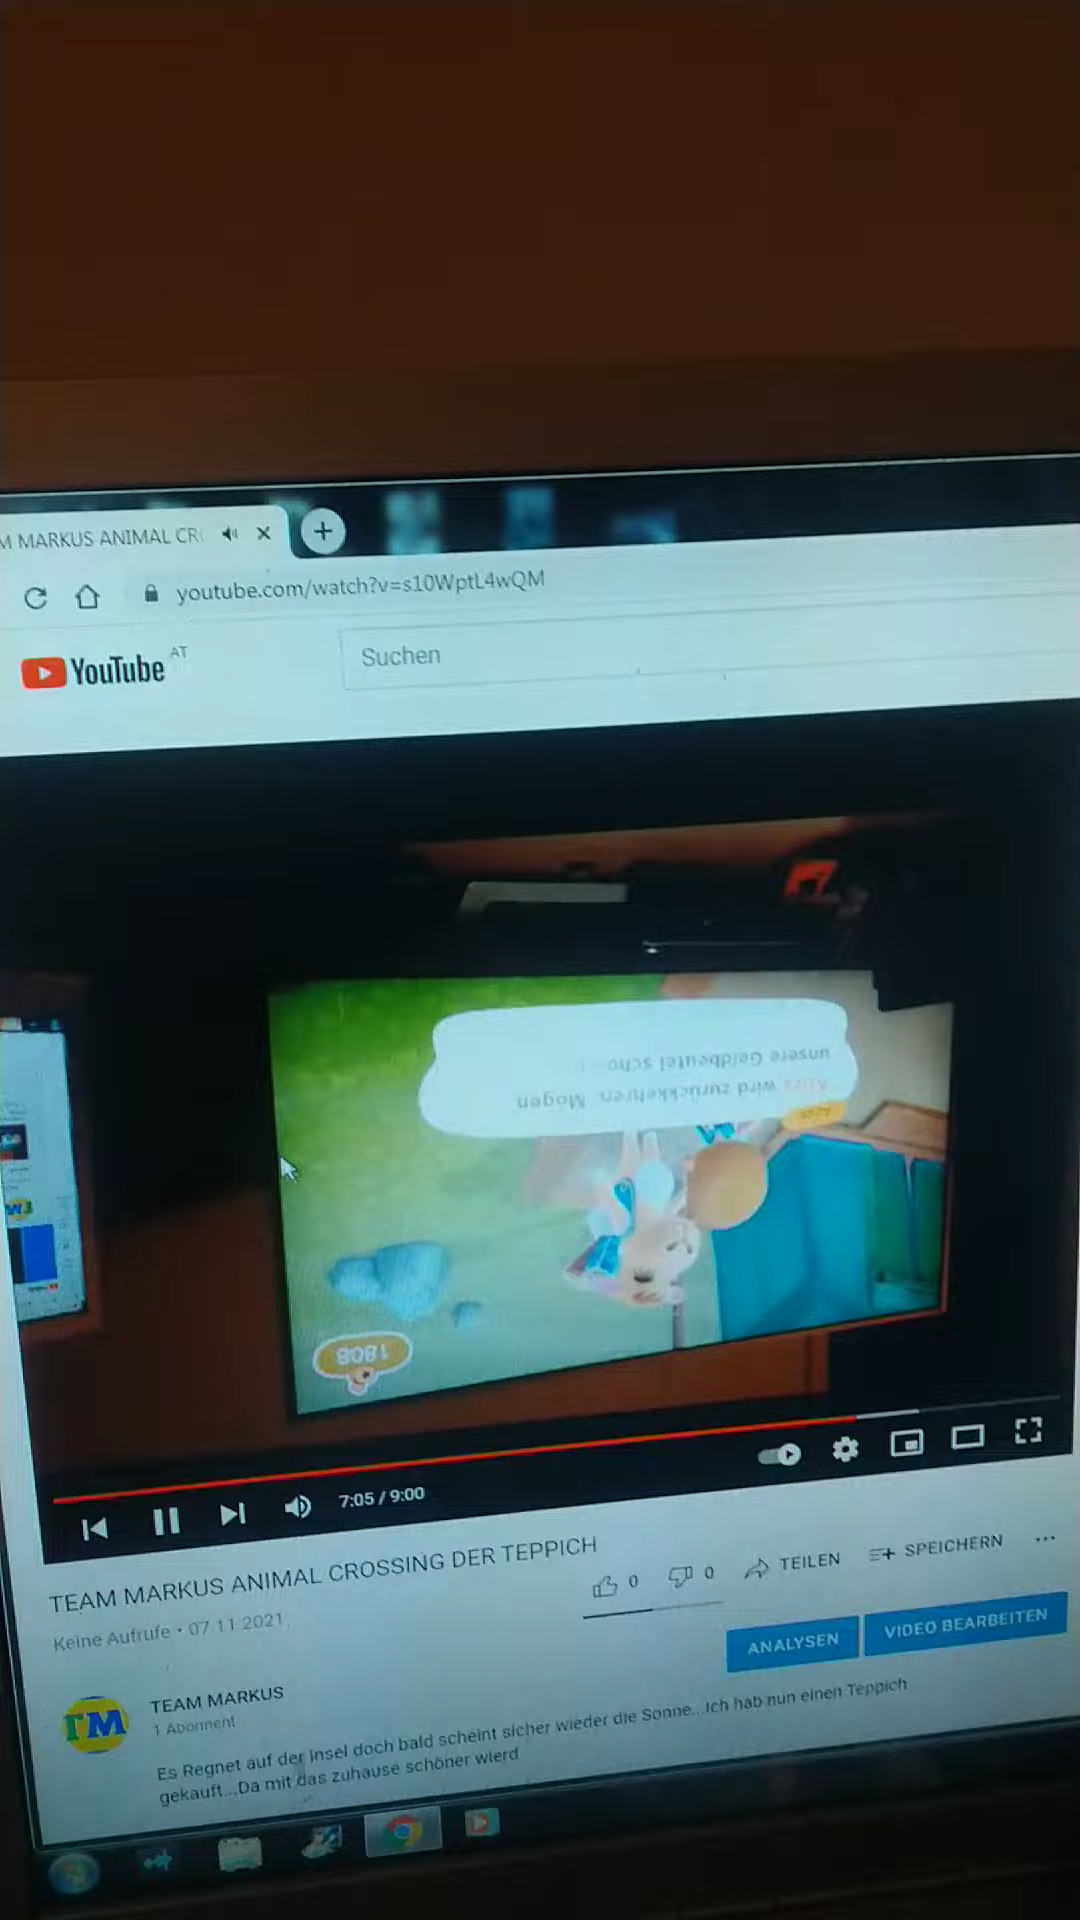 M MARKUS ANIMAL CR
youtube.com/watch?v=s10WptL4wQM
YouTube AT
Suchen
wird zurückkehren. Mögen
unsere Geldbeutel
1808
7:05 / 9:00
TEAM MARKUS ANIMAL CROSSING DER TEPPICH
Keine Aufrufe • 07.11.2021
0 0 TEILEN SPEICHERN ...
ANALYSEN VIDEO BEARBEITEN
TM
TEAM MARKUS
1 Abonnent
Es Regnet auf der Insel doch bald scheint sicher wieder die Sonne...Ich hab nun einen Teppich
gekauft...Da mit das zuhause schöner wierd